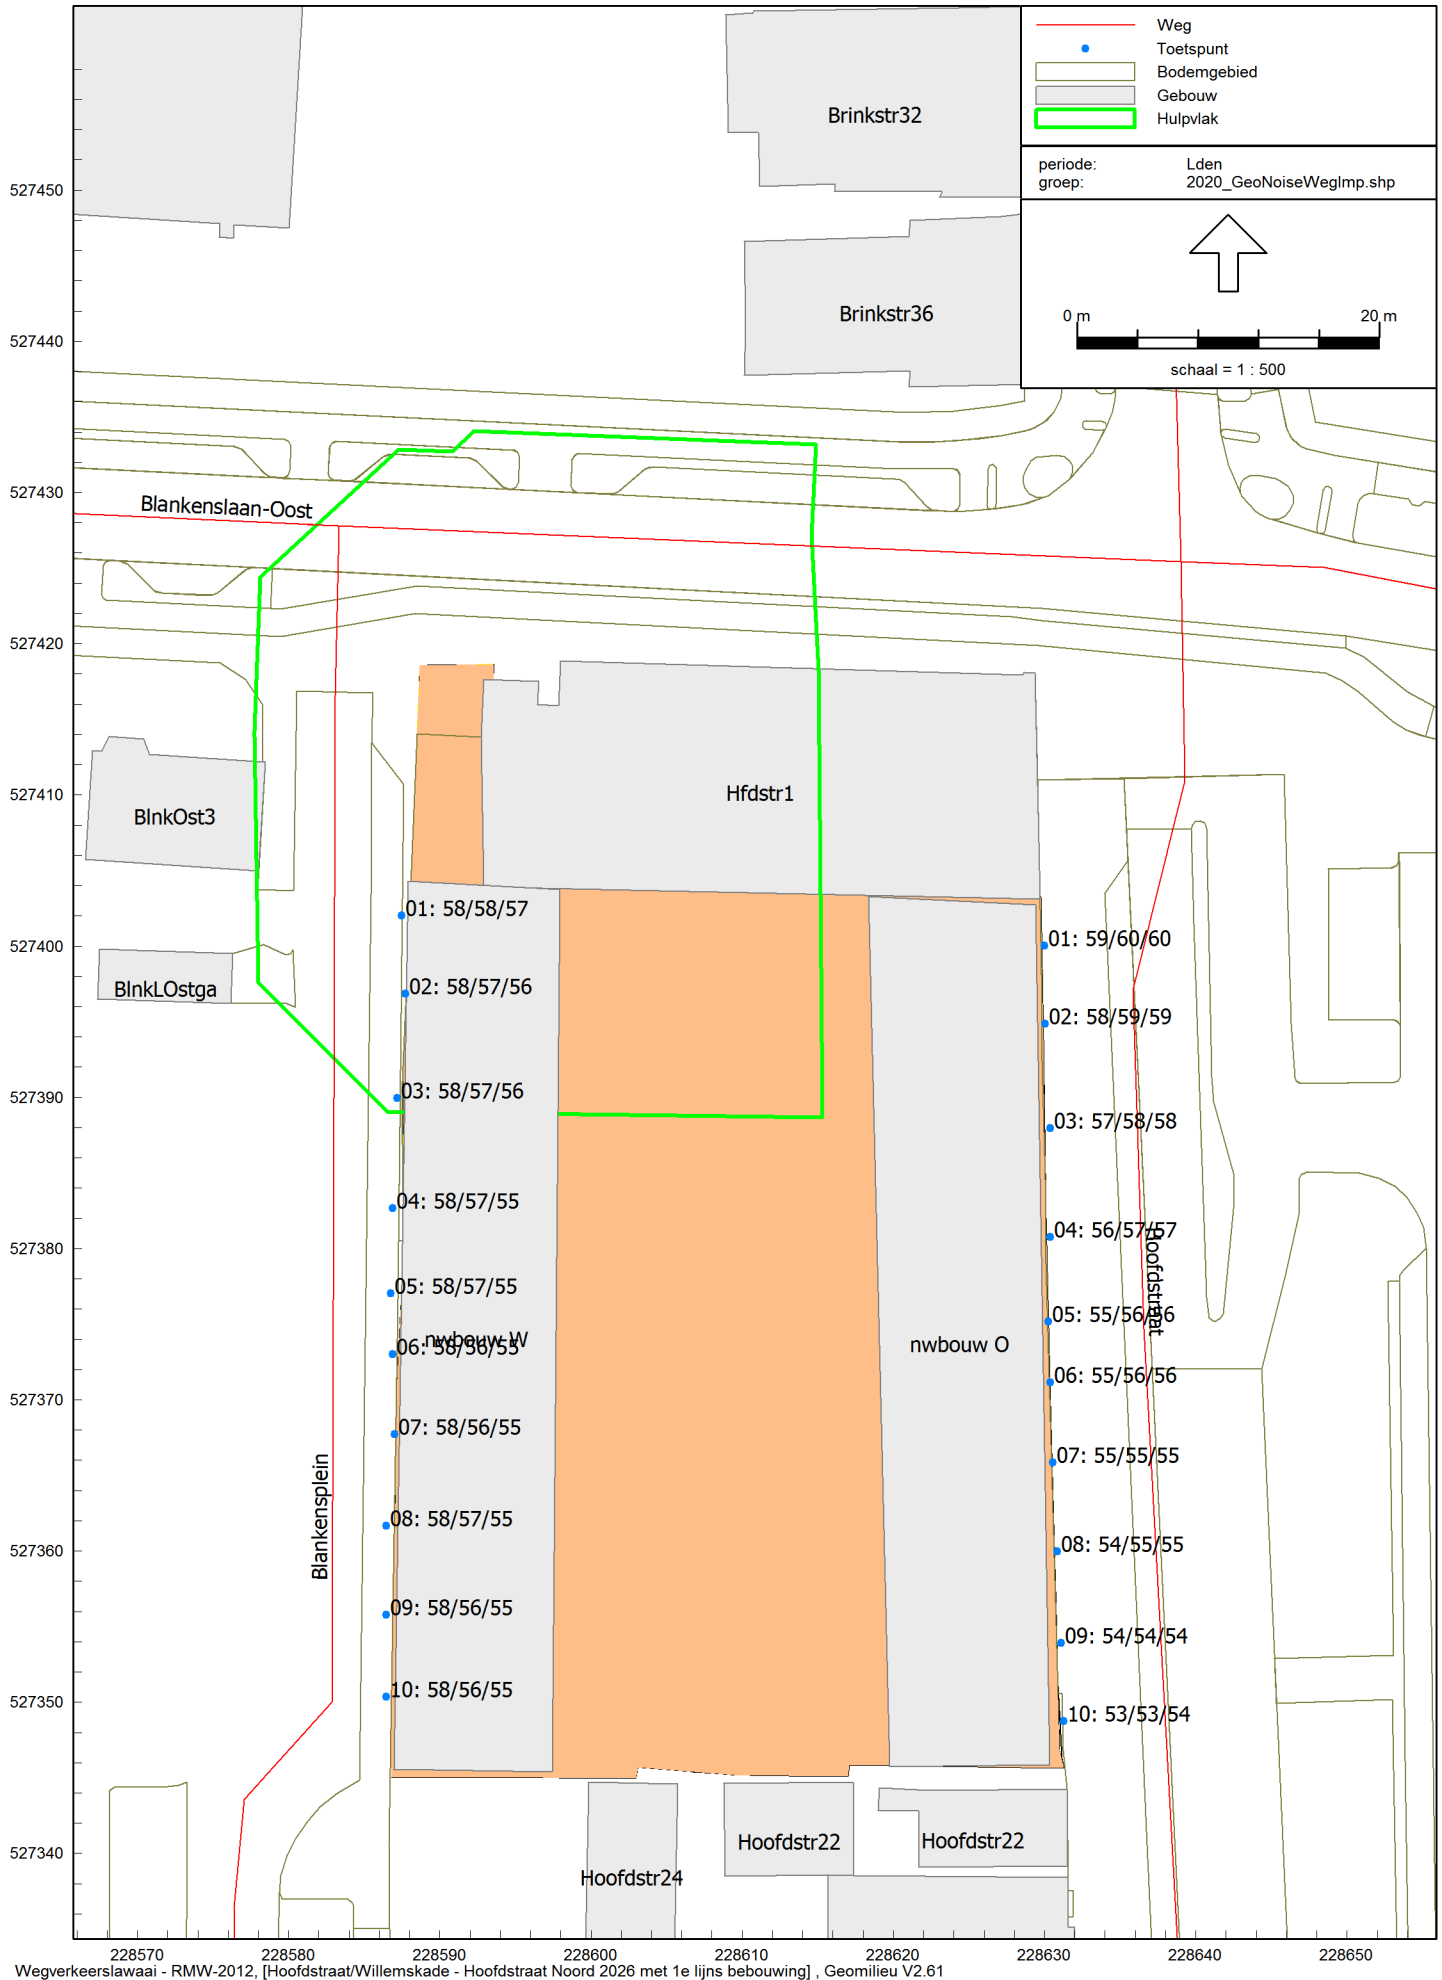 Weg
Toetspunt
Bodemgebied
Gebouw
Hulpvlak
periode: Lden
groep: 2020_GeoNoiseWegImp.shp
0 m 20 m
schaal = 1 : 500
Brinkstr32
Brinkstr36
527450
527440
527430
527420
527410
527400
527390
527380
527370
527360
527350
527340
Blankenslaan-Oost
BlnkOst3
Hfdstr1
BlnkLOstga
01: 58/58/57
02: 58/57/56
03: 58/57/56
04: 58/57/55
05: 58/57/55
nwbouw W
06: 58/56/55
07: 58/56/55
08: 58/57/55
09: 58/56/55
10: 58/56/55
Blankensplein
nwbouw O
01: 59/60/60
02: 58/59/59
03: 57/58/58
04: 56/57/57
05: 55/56/56
06: 55/56/56
07: 55/55/55
08: 54/55/55
09: 54/54/54
10: 53/53/54
Hoofdstraat
Hoofdstr24
Hoofdstr22
Hoofdstr22
228570 228580 228590 228600 228610 228620 228630 228640 228650
Wegverkeerslawaai - RMW-2012, [Hoofdstraat/Willemskade - Hoofdstraat Noord 2026 met 1e lijns bebouwing] , Geomilieu V2.61